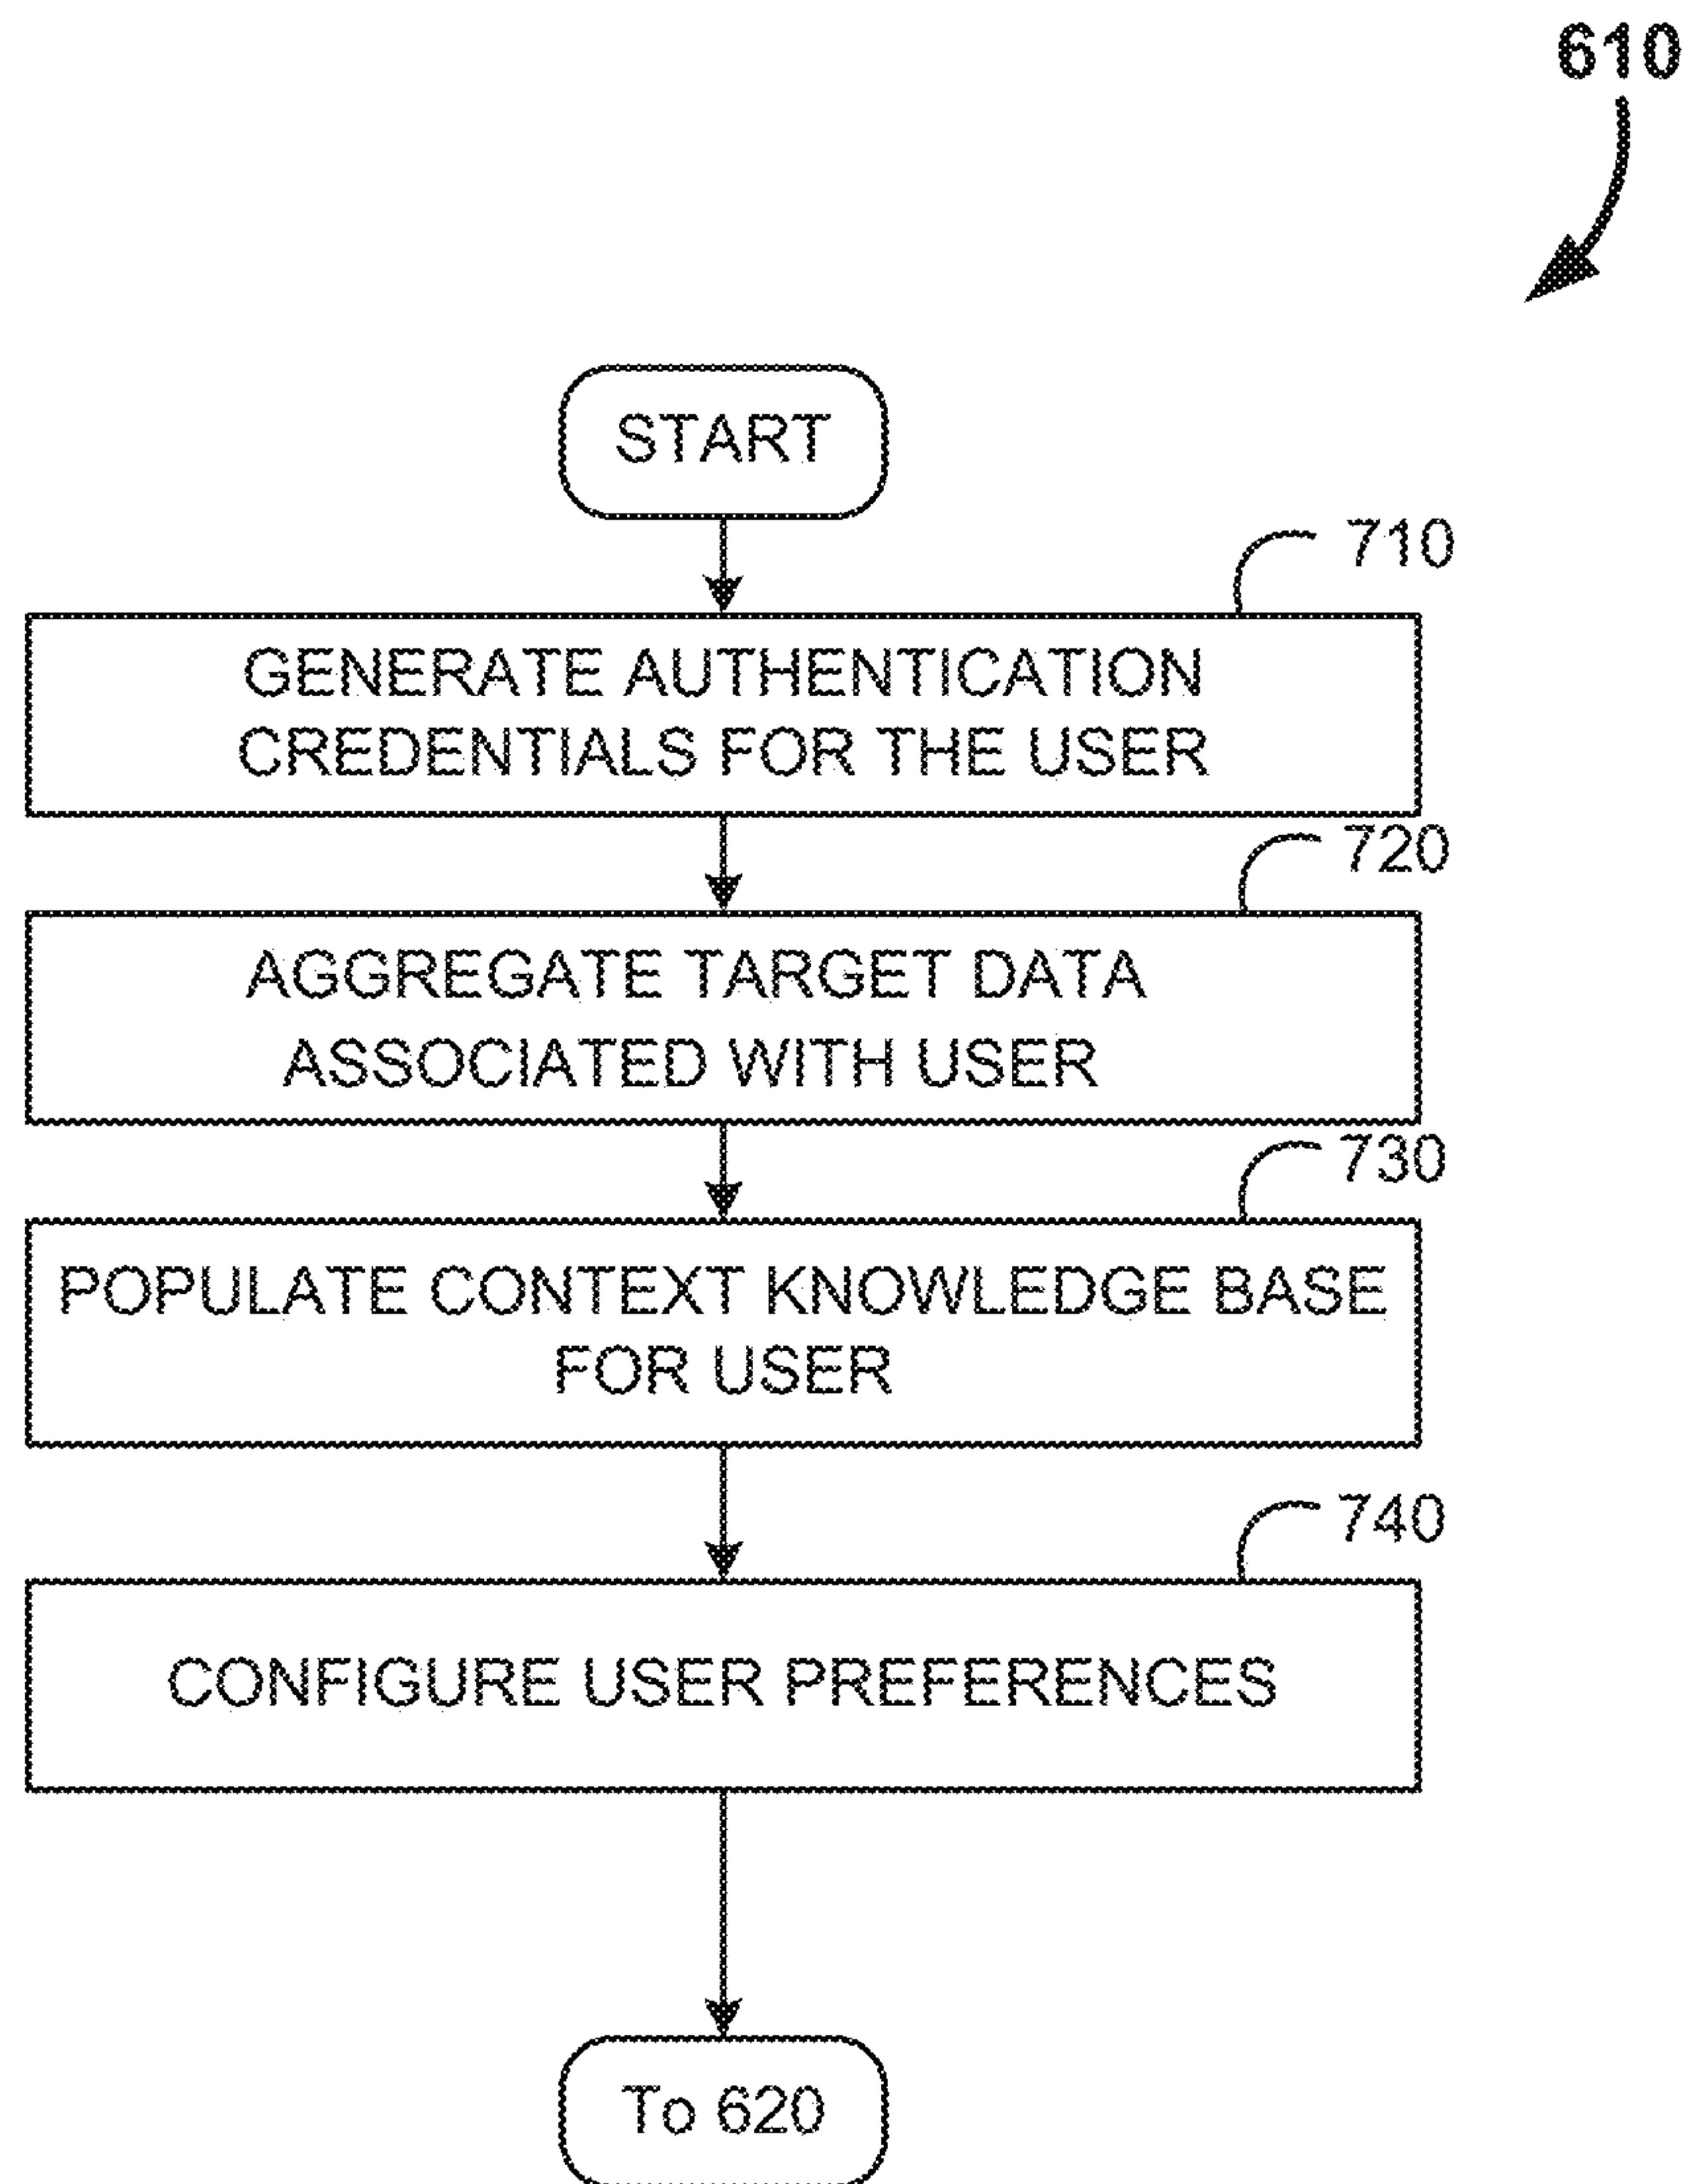 610
START
710
GENERATE AUTHENTICATION
CREDENTIALS FOR THE USER
720
AGGREGATE TARGET DATA
ASSOCIATED WITH USER
730
POPULATE CONTEXT KNOWLEDGE BASE
FOR USER
740
CONFIGURE USER PREFERENCES
To 620